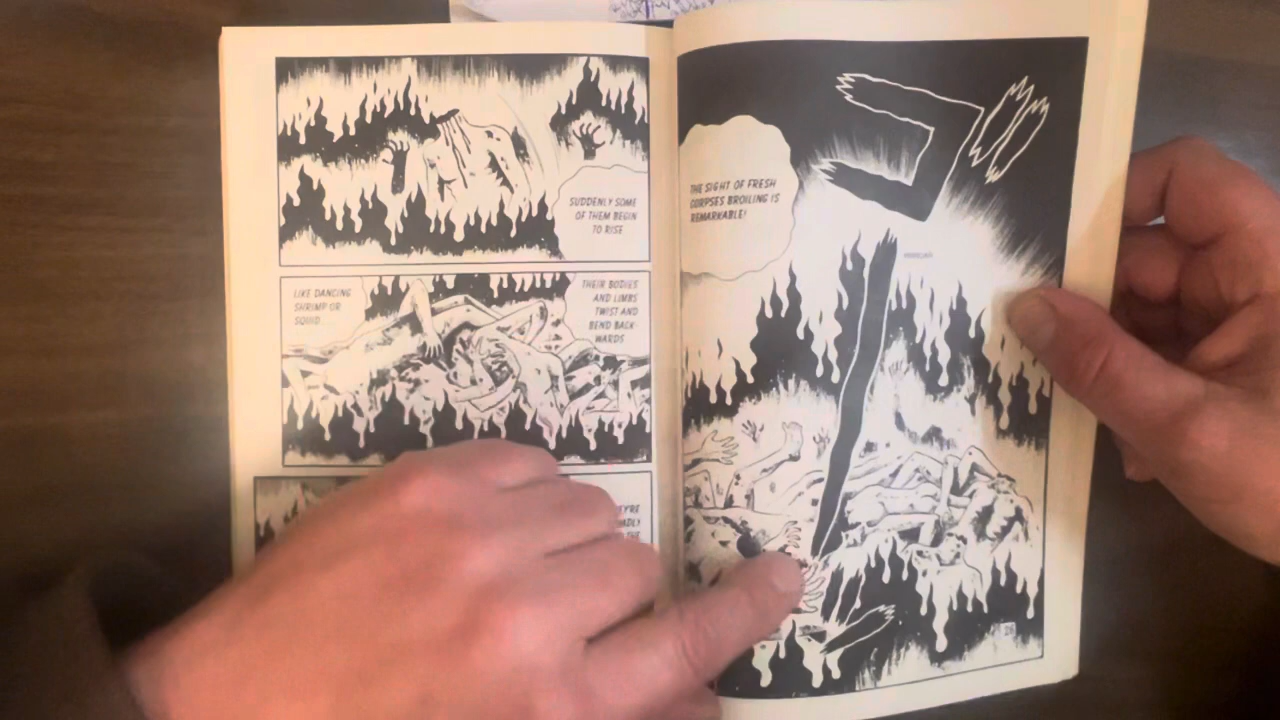 SUDDENLY SOME
OF THEM BEGIN
TO RISE
LIKE DANCING
SHRIMP OR
SQUID...
THEIR BODIES
AND LIMBS
TWIST AND
BEND BACK-
WARDS
THE
THE SIGHT OF FRESH
CORPSES BROILING IS
REMARKABLE!